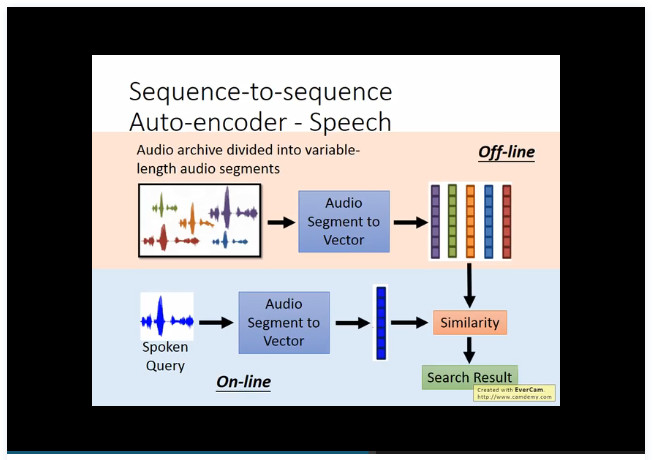 Sequence-to-sequence
Auto-encoder - Speech
Audio archive divided into variable-
length audio segments
Off-line
Audio
Segment to
Vector
Audio
Segment to
Vector
Similarity
Spoken
Query
On-line
Search Result
Created with EverCam.
http://www.camdemy.com